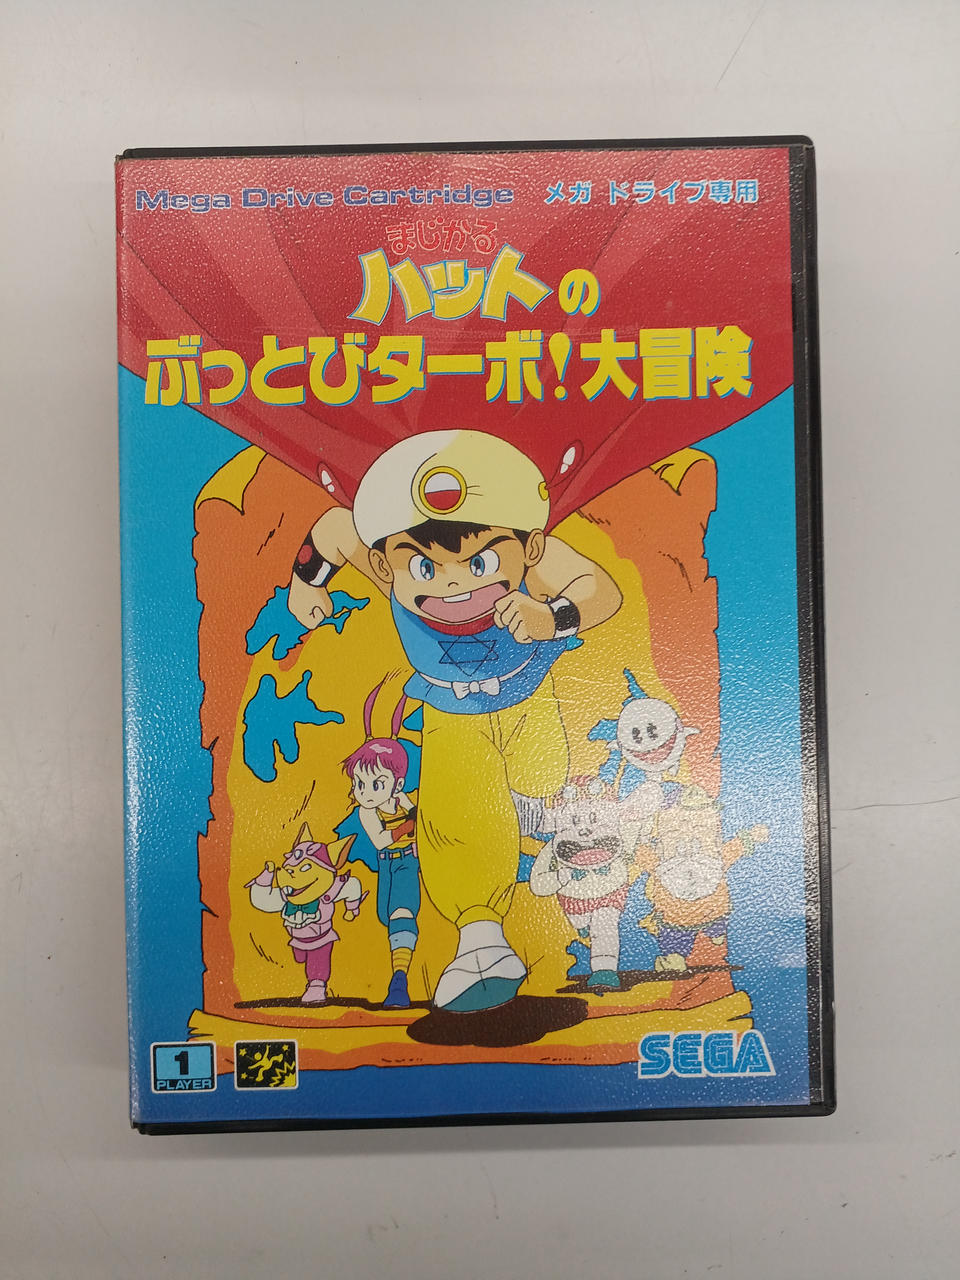 Mega Drive Cartridge メガ ドライブ専用
まじかる
ハットの
ぶっとびターボ!大冒険
SEGA
1
PLAYER